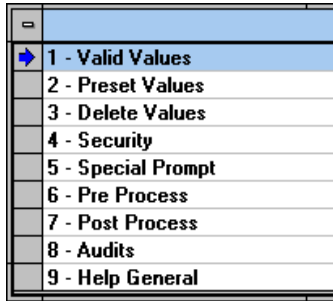 1 - Valid Values
2 - Preset Values
3 - Delete Values
4 - Security
5 - Special Prompt
6 - Pre Process
7 - Post Process
8 - Audits
9 - Help General